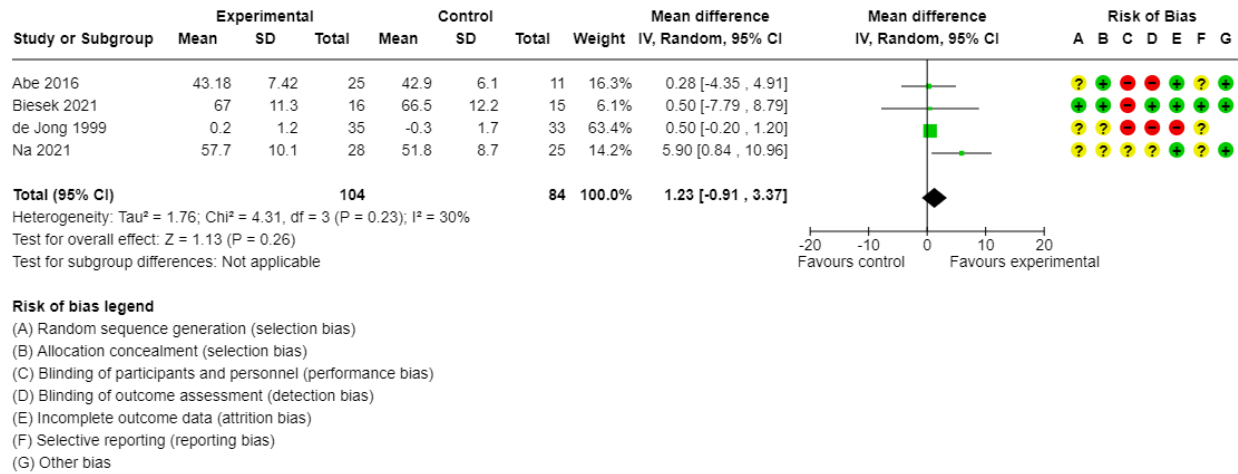 Experimental Control Mean difference Mean difference Risk of Bias
Study or Subgroup Mean SD Total Mean SD Total Weight IV, Random, 95% CI IV, Random, 95% CI A B C D E F G
Abe 2016 43.18 7.42 25 42.9 6.1 11 16.3% 0.28 [-4.35 , 4.91] ? + - - + ? +
Biesek 2021 67 11.3 16 66.5 12.2 15 6.1% 0.50 [-7.79 , 8.79] + + - + + + +
de Jong 1999 0.2 1.2 35 -0.3 1.7 33 63.4% 0.50 [-0.20 , 1.20] ? ? - - - ?
Na 2021 57.7 10.1 28 51.8 8.7 25 14.2% 5.90 [0.84 , 10.96] ? ? ? ? + ? +
Total (95% CI) 104 84 100.0% 1.23 [-0.91 , 3.37]
Heterogeneity: Tau² = 1.76; Chi² = 4.31, df = 3 (P = 0.23); I² = 30%
Test for overall effect: Z = 1.13 (P = 0.26) -20 -10 0 10 20
Test for subgroup differences: Not applicable Favours control Favours experimental
Risk of bias legend
(A) Random sequence generation (selection bias)
(B) Allocation concealment (selection bias)
(C) Blinding of participants and personnel (performance bias)
(D) Blinding of outcome assessment (detection bias)
(E) Incomplete outcome data (attrition bias)
(F) Selective reporting (reporting bias)
(G) Other bias